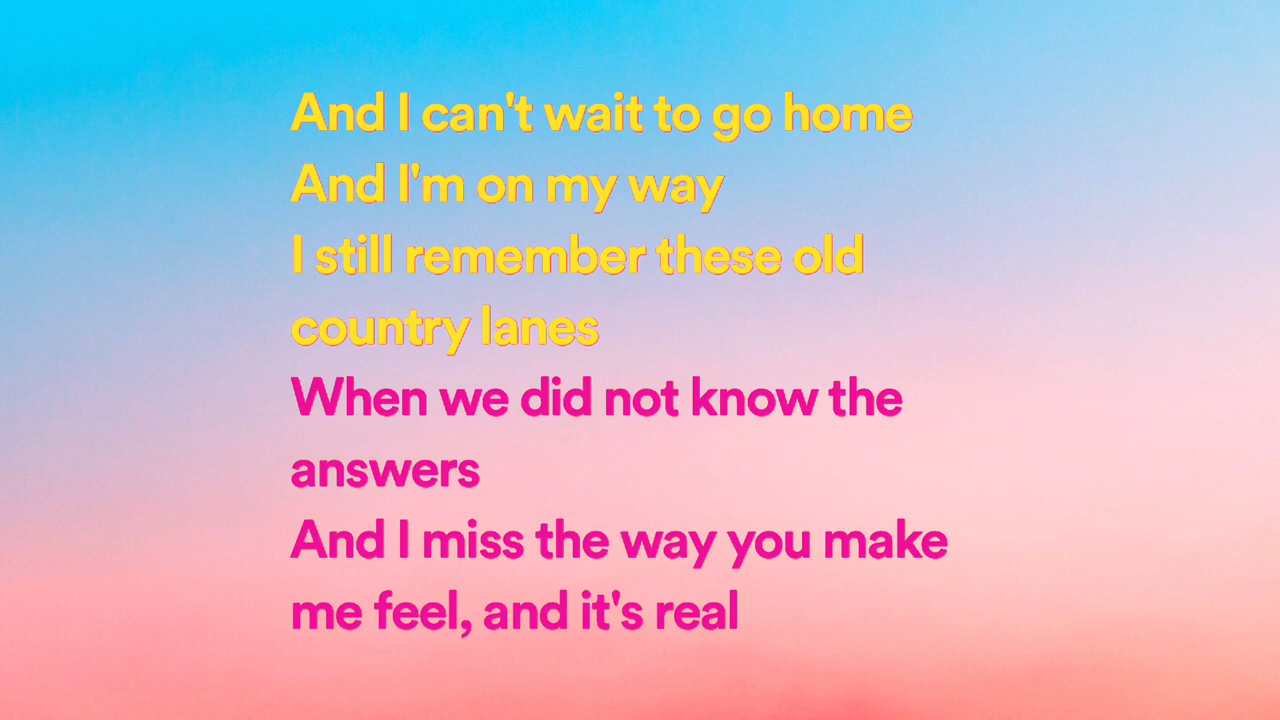 And I can't wait to go home
And I'm on my way
I still remember these old
country lanes
When we did not know the
answers
And I miss the way you make
me feel, and it's real